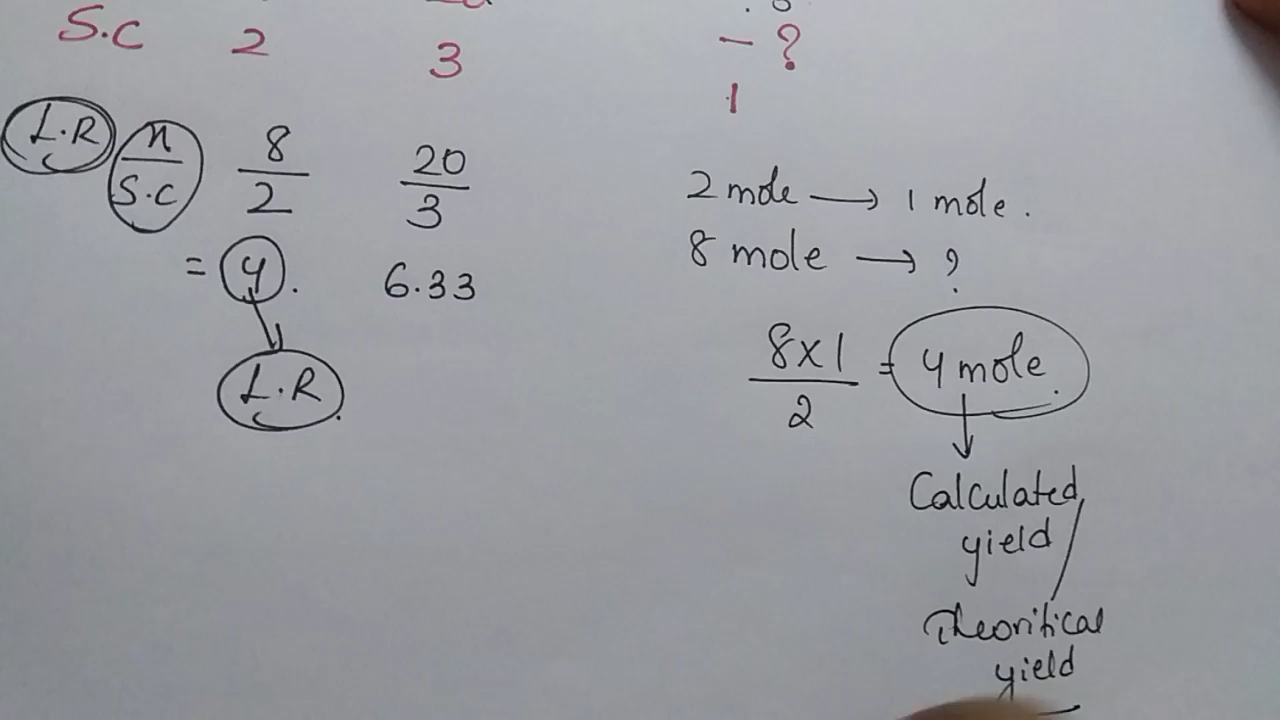 S.C 2 3
- ?
1
L.R n/S.C 8/2 20/3
= 4. 6.33
L.R.
2 mole → 1 mole.
8 mole → ?
8x1/2 = 4 mole.
Calculated
yield /
Theoritical
yield